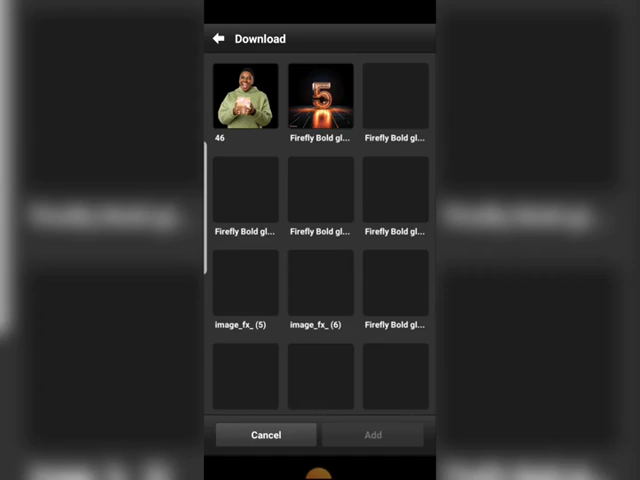 Download
5
46
Firefly Bold gl...
Firefly Bold gl...
Firefly Bold gl...
Firefly Bold gl...
Firefly Bold gl...
image_fx_ (5)
image_fx_ (6)
Firefly Bold gl...
Cancel
Add